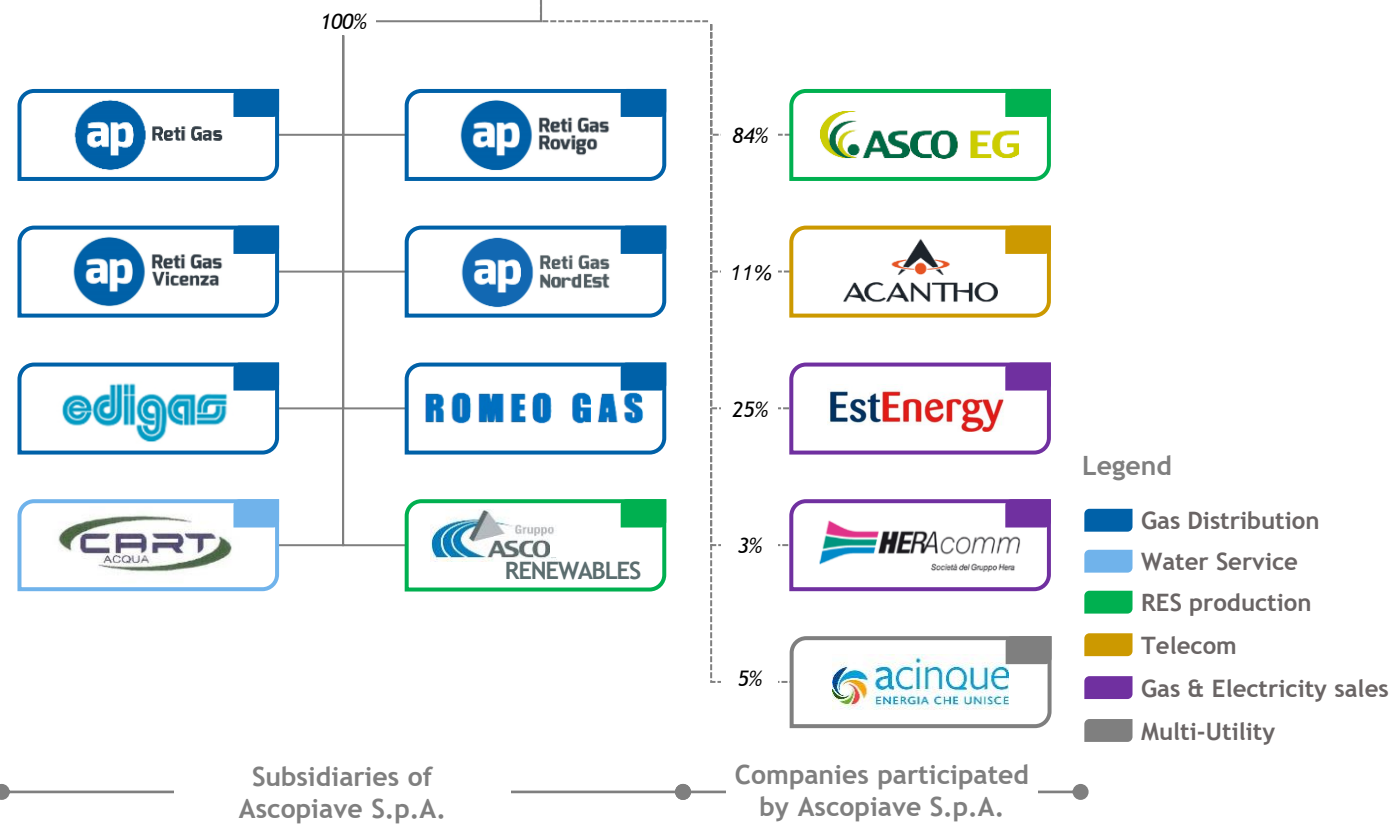 100%
ap Reti Gas
ap Reti Gas
Rovigo
84%
ASCO EG
ap Reti Gas
Vicenza
ap Reti Gas
NordEst
11%
ACANTHO
edigas
ROMEO GAS
25%
EstEnergy
CART
ACQUA
Gruppo
ASCO
RENEWABLES
3%
HERAcomm
Società del Gruppo Hera
5%
acinque
ENERGIA CHE UNISCE
Legend
Gas Distribution
Water Service
RES production
Telecom
Gas & Electricity sales
Multi-Utility
Subsidiaries of
Ascopiave S.p.A.
Companies participated
by Ascopiave S.p.A.